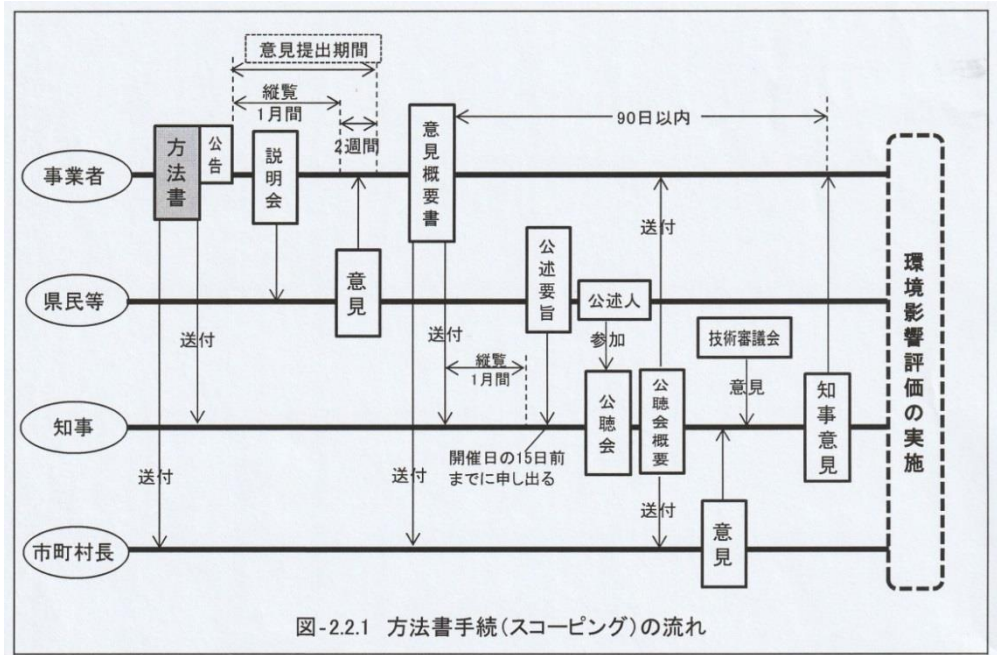 意見提出期間
縦覧
1月間
2週間
90日以内
事業者
方法書
公告
説明会
意見概要書
送付
県民等
意見
公述要旨
公述人
参加
送付
送付
縦覧
1月間
技術審議会
意見
知事
公聴会
公聴会概要
知事意見
開催日の15日前
までに申し出る
送付
送付
送付
市町村長
意見
環境影響評価の実施
図-2.2.1 方法書手続(スコーピング)の流れ